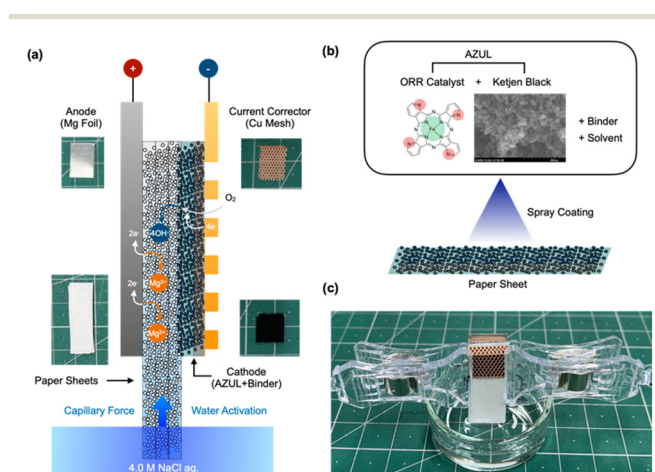 (a)
+
-
Anode
(Mg Foil)
Current Corrector
(Cu Mesh)
O₂
4e⁻
4OH⁻
2e⁻
Mg²⁺
2e⁻
Mg²⁺
Paper Sheets
Cathode
(AZUL+Binder)
Capillary Force
Water Activation
4.0 M NaCl aq.
(b)
AZUL
ORR Catalyst + Ketjen Black
N
N
N
N
Fe
+ Binder
+ Solvent
Spray Coating
Paper Sheet
(c)